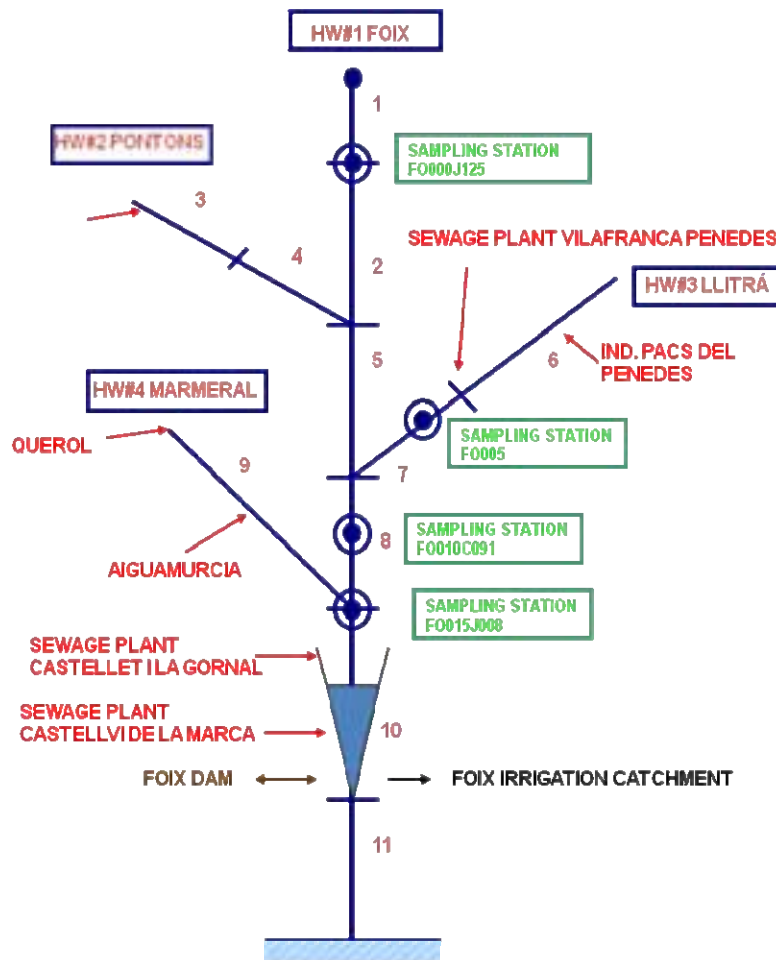 HW#1 FOIX
1
HW#2 PONTONS
SAMPLING STATION
FO000J125
3
SEWAGE PLANT VILAFRANCA PENEDES
4
2
HW#3 LLITRÁ
5
6
IND. PACS DEL
PENEDES
HW#4 MARMERAL
SAMPLING STATION
FO005
QUEROL
9
7
SAMPLING STATION
FO010C091
8
AIGUAMURCIA
SAMPLING STATION
FO015J008
SEWAGE PLANT
CASTELLET I LA GORNAL
SEWAGE PLANT
CASTELLVI DE LA MARCA
10
FOIX DAM
FOIX IRRIGATION CATCHMENT
11